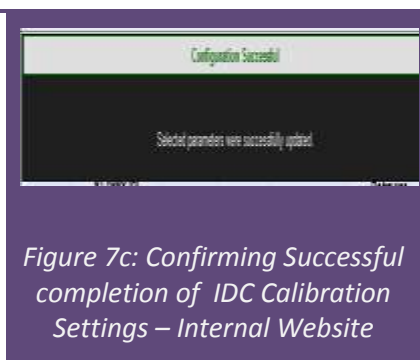 Configuration Successful
Selected parameters were successfully updated.
Figure 7c: Confirming Successful
completion of IDC Calibration
Settings – Internal Website